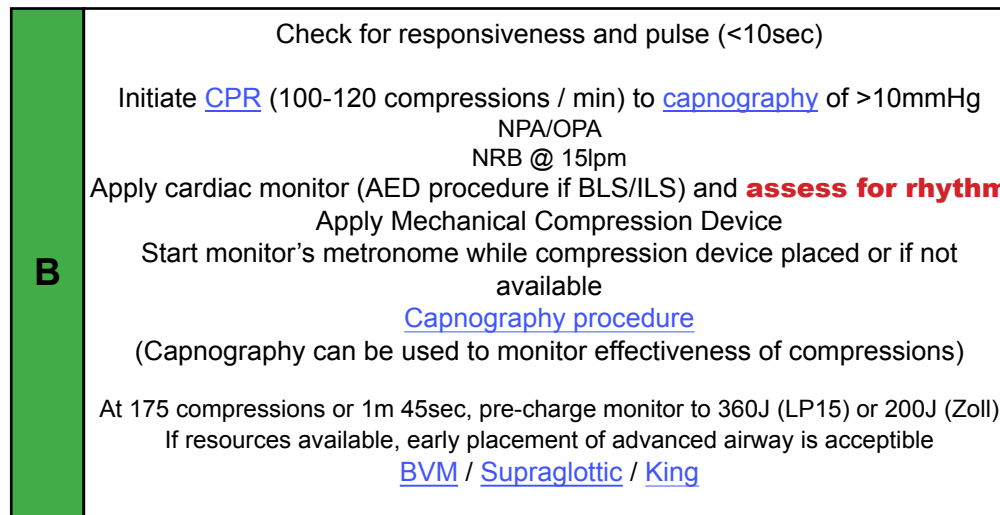 B
Check for responsiveness and pulse (<10sec)
Initiate CPR (100-120 compressions / min) to capnography of >10mmHg
NPA/OPA
NRB @ 15lpm
Apply cardiac monitor (AED procedure if BLS/ILS) and assess for rhythm
Apply Mechanical Compression Device
Start monitor’s metronome while compression device placed or if not
available
Capnography procedure
(Capnography can be used to monitor effectiveness of compressions)
At 175 compressions or 1m 45sec, pre-charge monitor to 360J (LP15) or 200J (Zoll)
If resources available, early placement of advanced airway is acceptible
BVM / Supraglottic / King